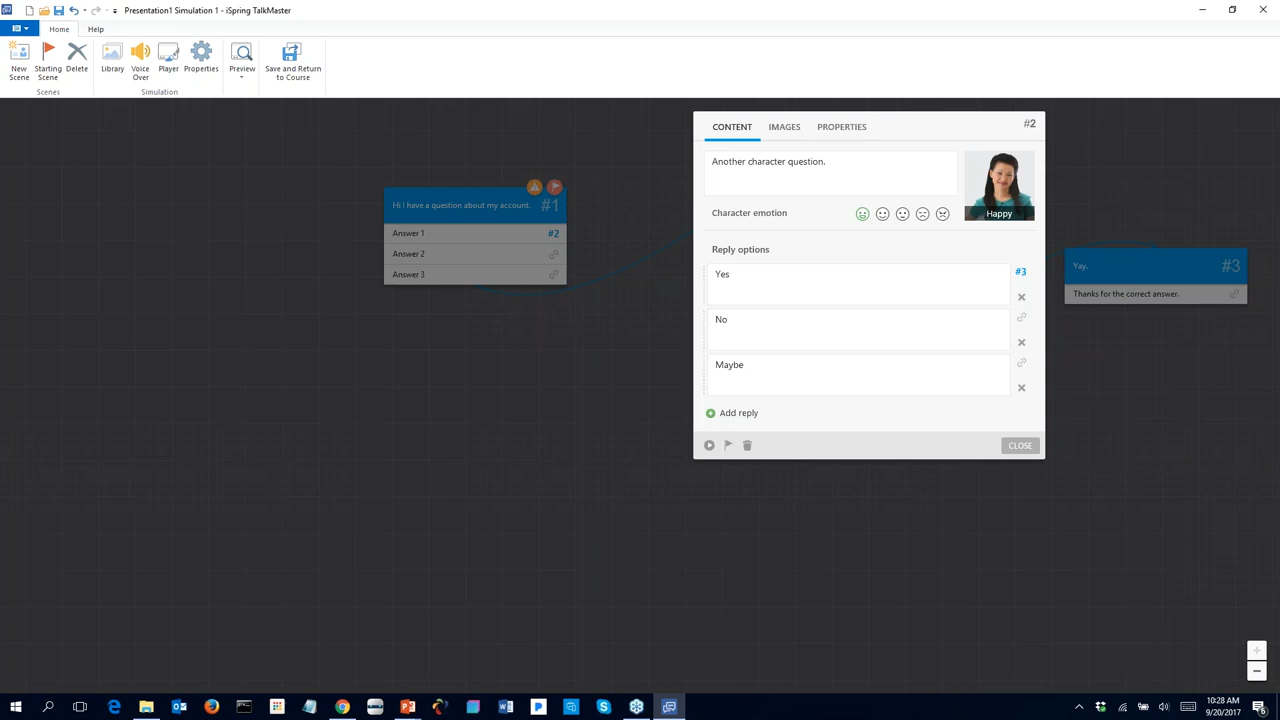 Presentation1 Simulation 1 - iSpring TalkMaster
Home
Help
New
Scene
Starting
Scene
Delete
Library
Voice
Over
Player
Properties
Preview
Save and Return
to Course
Scenes
Simulation
CONTENT
IMAGES
PROPERTIES
#2
Another character question.
Happy
Character emotion
Reply options
Yes
#3
No
Maybe
Add reply
CLOSE
Hi I have a question about my account.
#1
Answer 1
#2
Answer 2
Answer 3
Yay.
#3
Thanks for the correct answer.
10:28 AM
9/20/2017